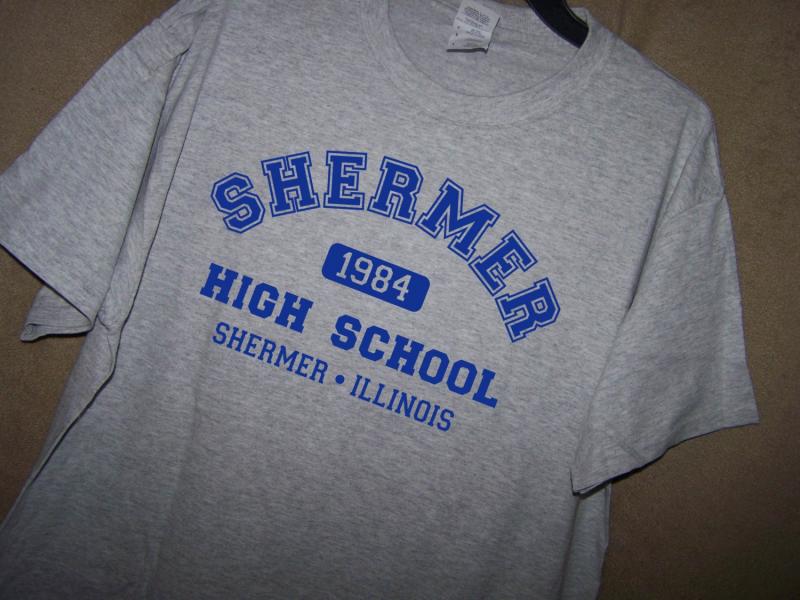 SHERMER
1984
HIGH SCHOOL
SHERMER • ILLINOIS